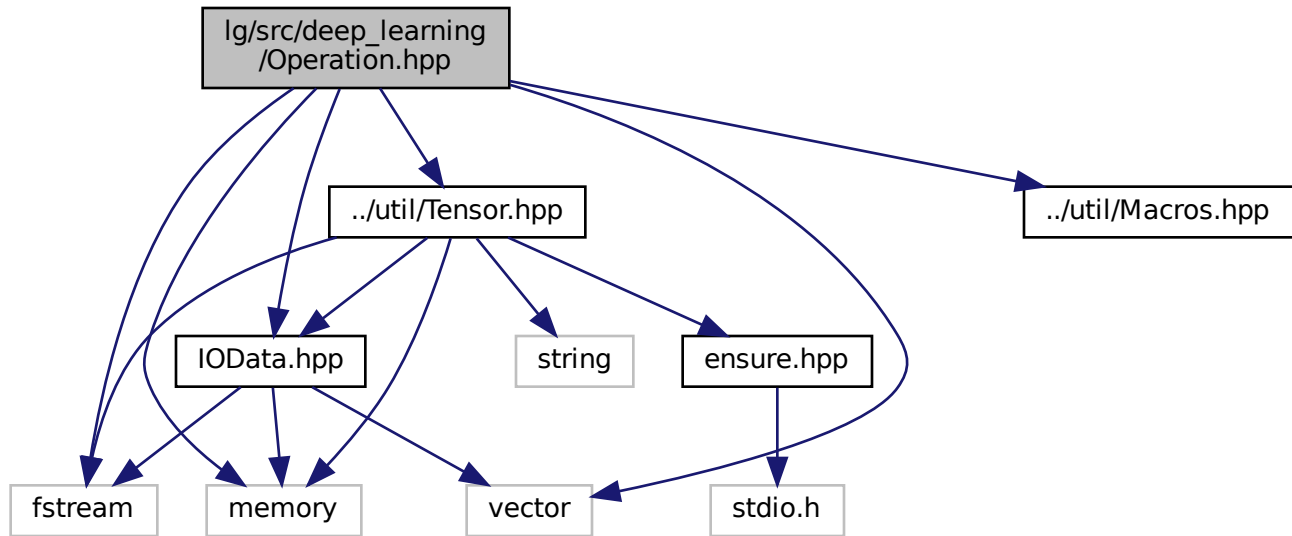 lg/src/deep_learning
/Operation.hpp
../util/Tensor.hpp
../util/Macros.hpp
IOData.hpp
string
ensure.hpp
fstream
memory
vector
stdio.h